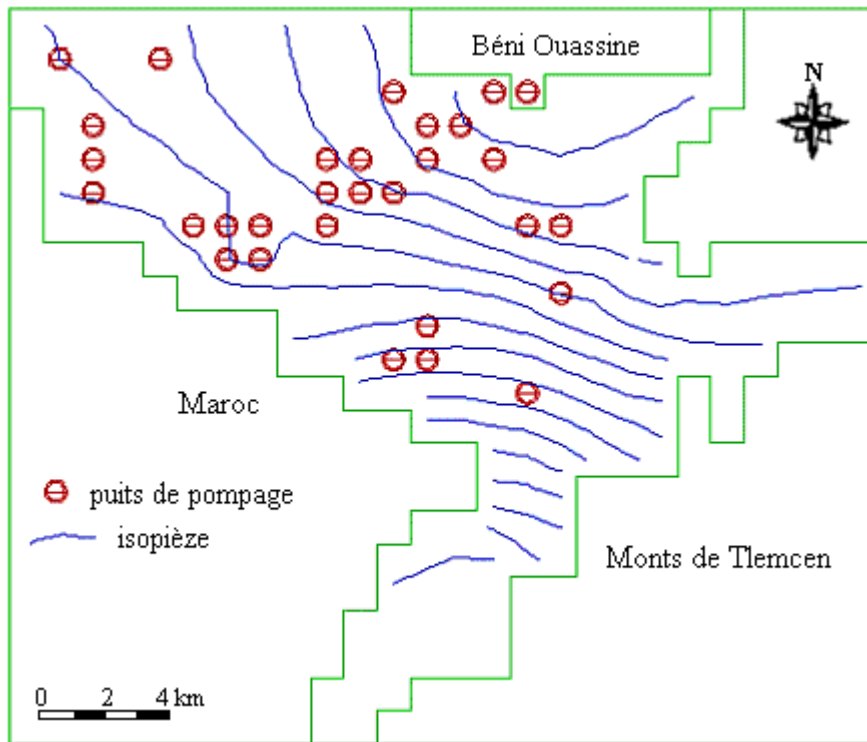 Béni Ouassine
N
Maroc
puits de pompage
isopièze
Monts de Tlemcen
0 2 4 km